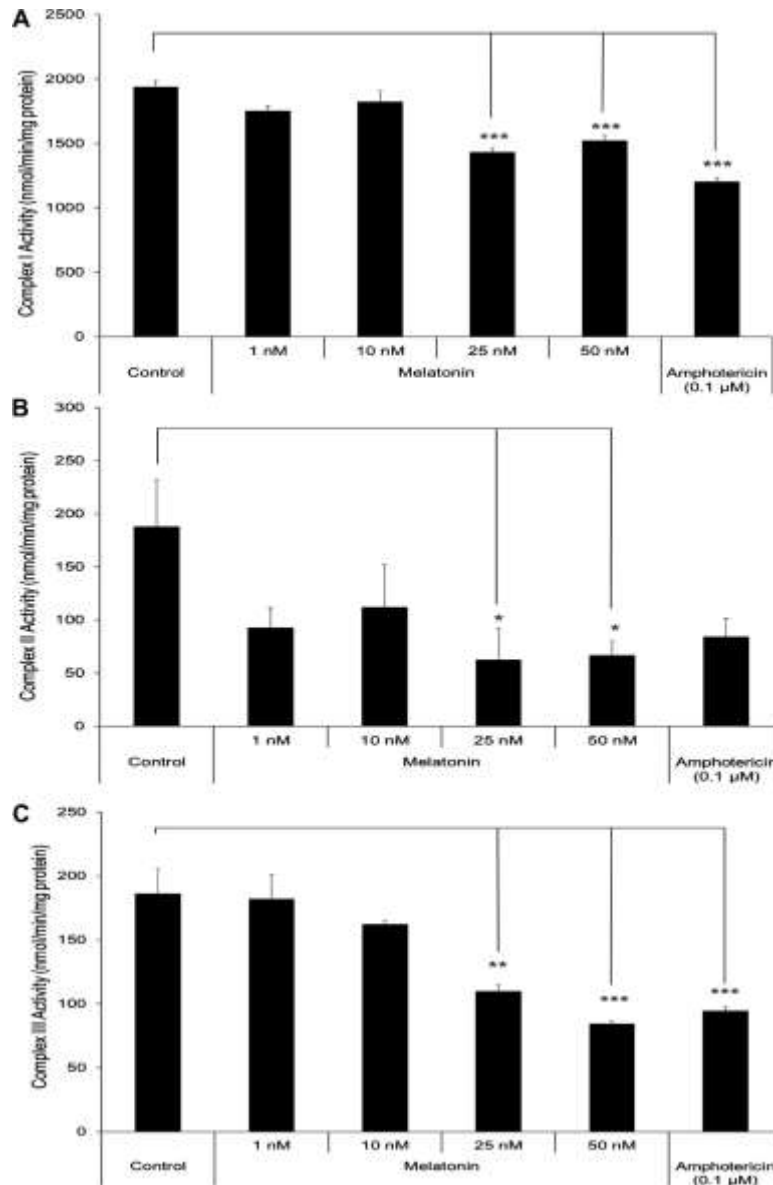 A
Complex I Activity (nmol/min/mg protein)
2500
2000
1500
1000
500
0
***
***
***
1 nM
10 nM
25 nM
50 nM
Control
Melatonin
Amphotericin
(0.1 µM)
B
Complex II Activity (nmol/min/mg protein)
300
250
200
150
100
50
0
*
*
1 nM
10 nM
25 nM
50 nM
Control
Melatonin
Amphotericin
(0.1 µM)
C
Complex III Activity (nmol/min/mg protein)
250
200
150
100
50
0
**
***
***
1 nM
10 nM
25 nM
50 nM
Control
Melatonin
Amphotericin
(0.1 µM)